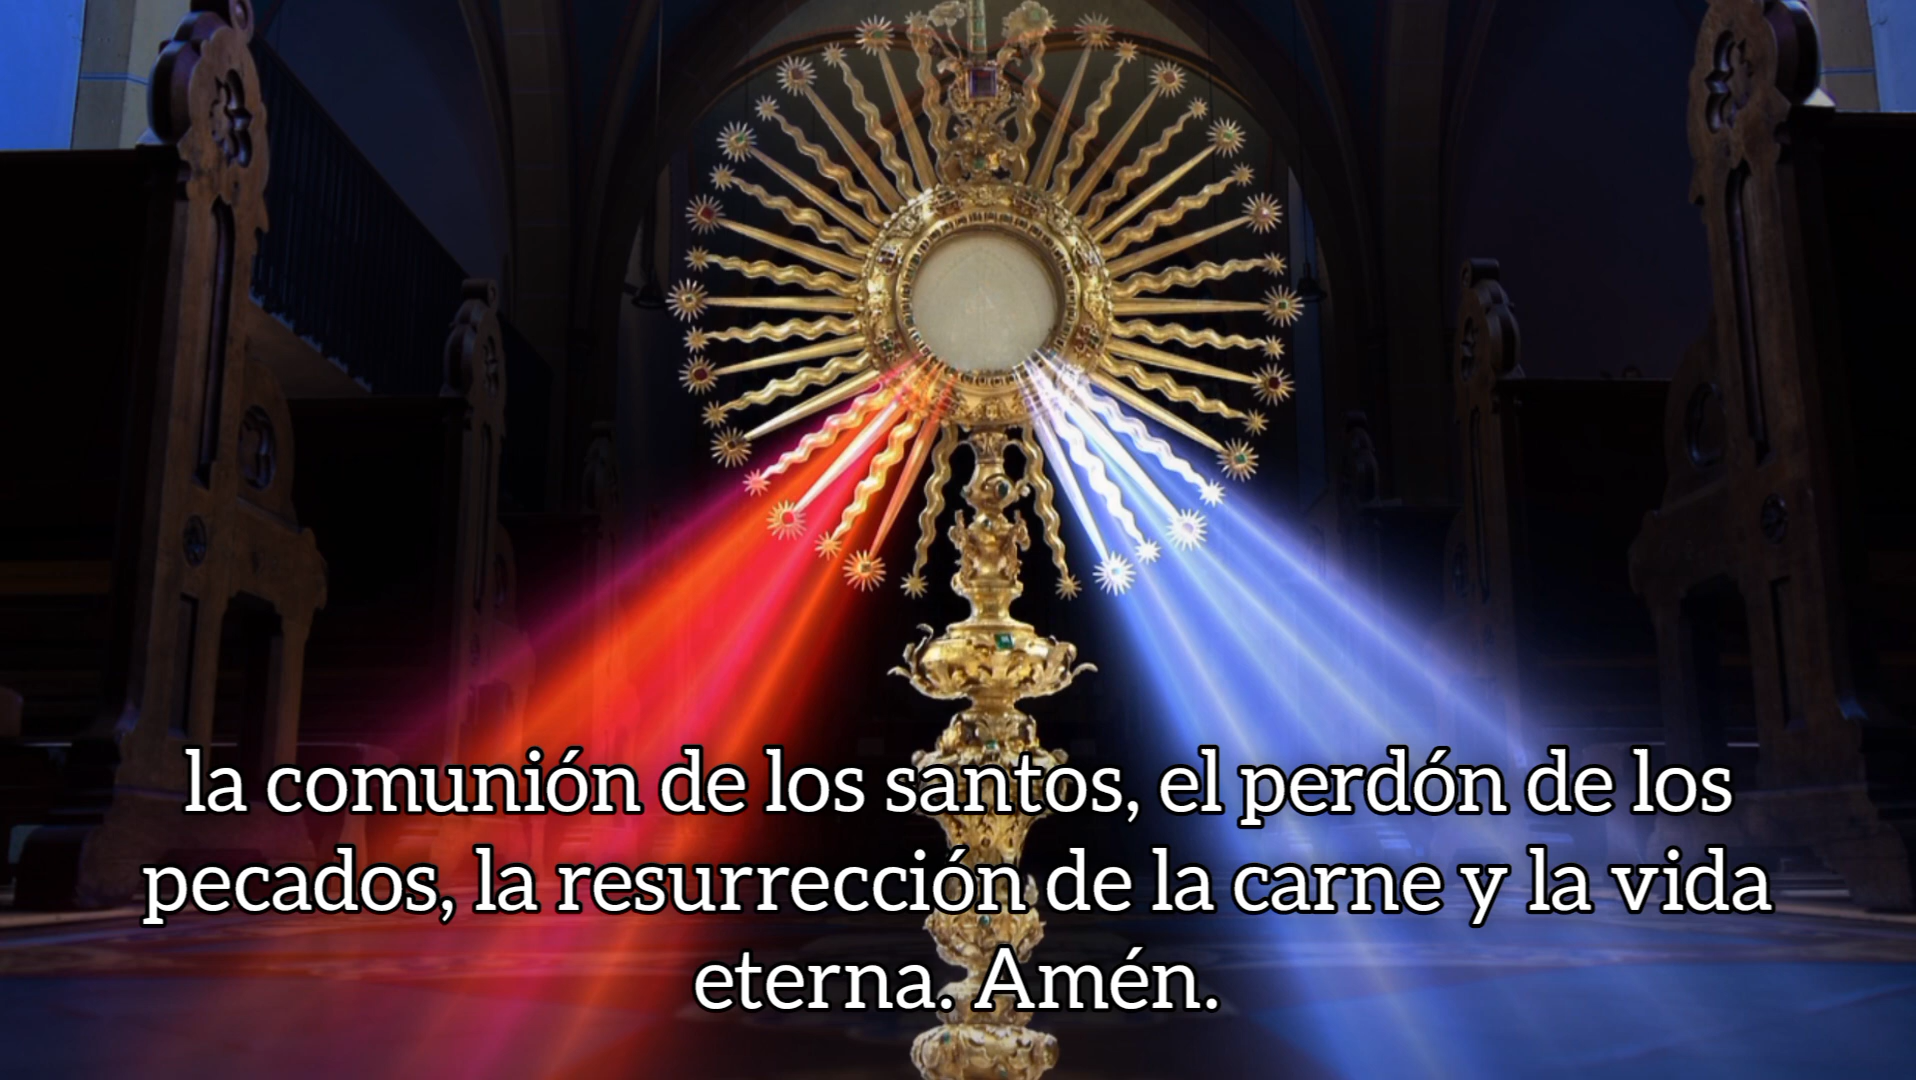 la comunión de los santos, el perdón de los
pecados, la resurrección de la carne y la vida
eterna. Amén.